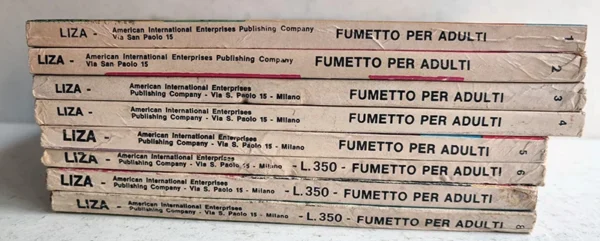 LIZA - American International Enterprises Publishing Company FUMETTO PER ADULTI 1
Via San Paolo 15
LIZA - American International Enterprises Publishing Company FUMETTO PER ADULTI 2
Via San Paolo 15
LIZA - American International Enterprises FUMETTO PER ADULTI 3
Publishing Company - Via S. Paolo 15 - Milano
LIZA - American International Enterprises FUMETTO PER ADULTI 4
Publishing Company - Via S. Paolo 15 - Milano
LIZA - American International Enterprises FUMETTO PER ADULTI 5
Publishing Company - Via S. Paolo 15 - Milano
LIZA - American International Enterprises - L.350 - FUMETTO PER ADULTI 6
Publishing Company - Via S. Paolo 15 - Milano
LIZA - American International Enterprises - L.350 - FUMETTO PER ADULTI
Publishing Company - Via S. Paolo 15 - Milano
LIZA - American International Enterprises - L.350 - FUMETTO PER ADULTI 8
Publishing Company - Via S. Paolo 15 - Milano